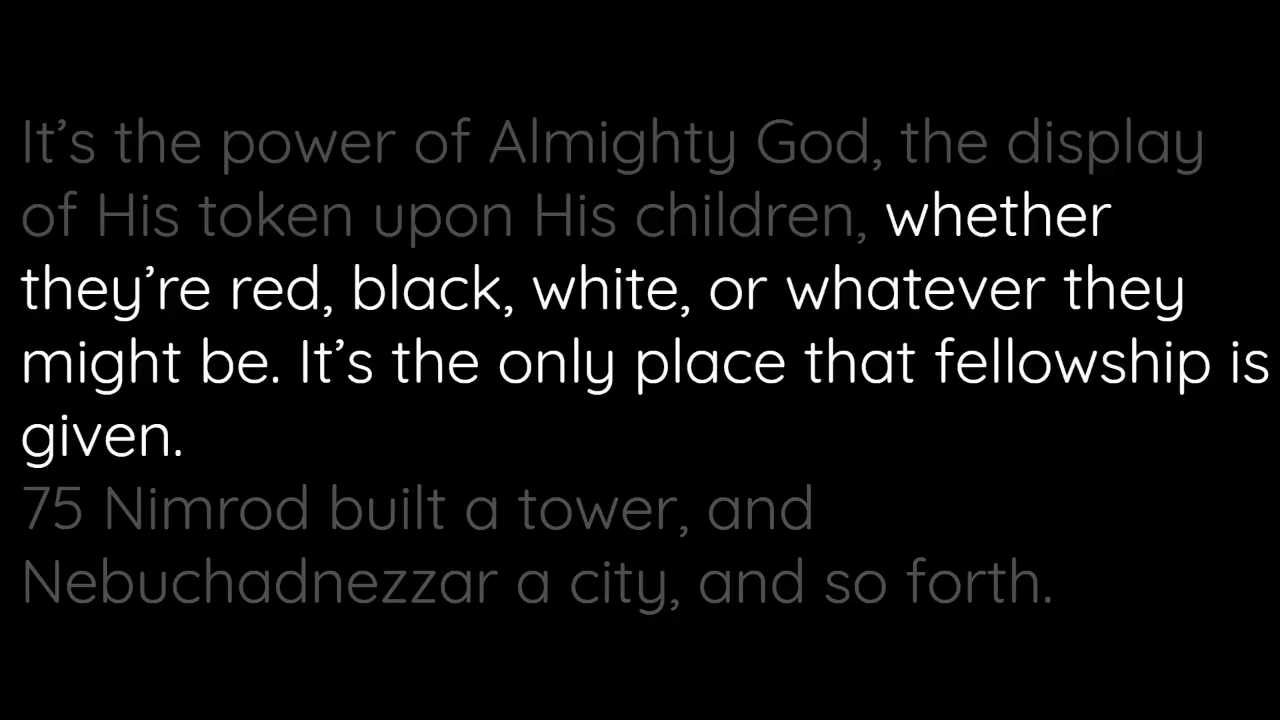 It’s the power of Almighty God, the display
of His token upon His children, whether
they’re red, black, white, or whatever they
might be. It’s the only place that fellowship is
given.
75 Nimrod built a tower, and
Nebuchadnezzar a city, and so forth.